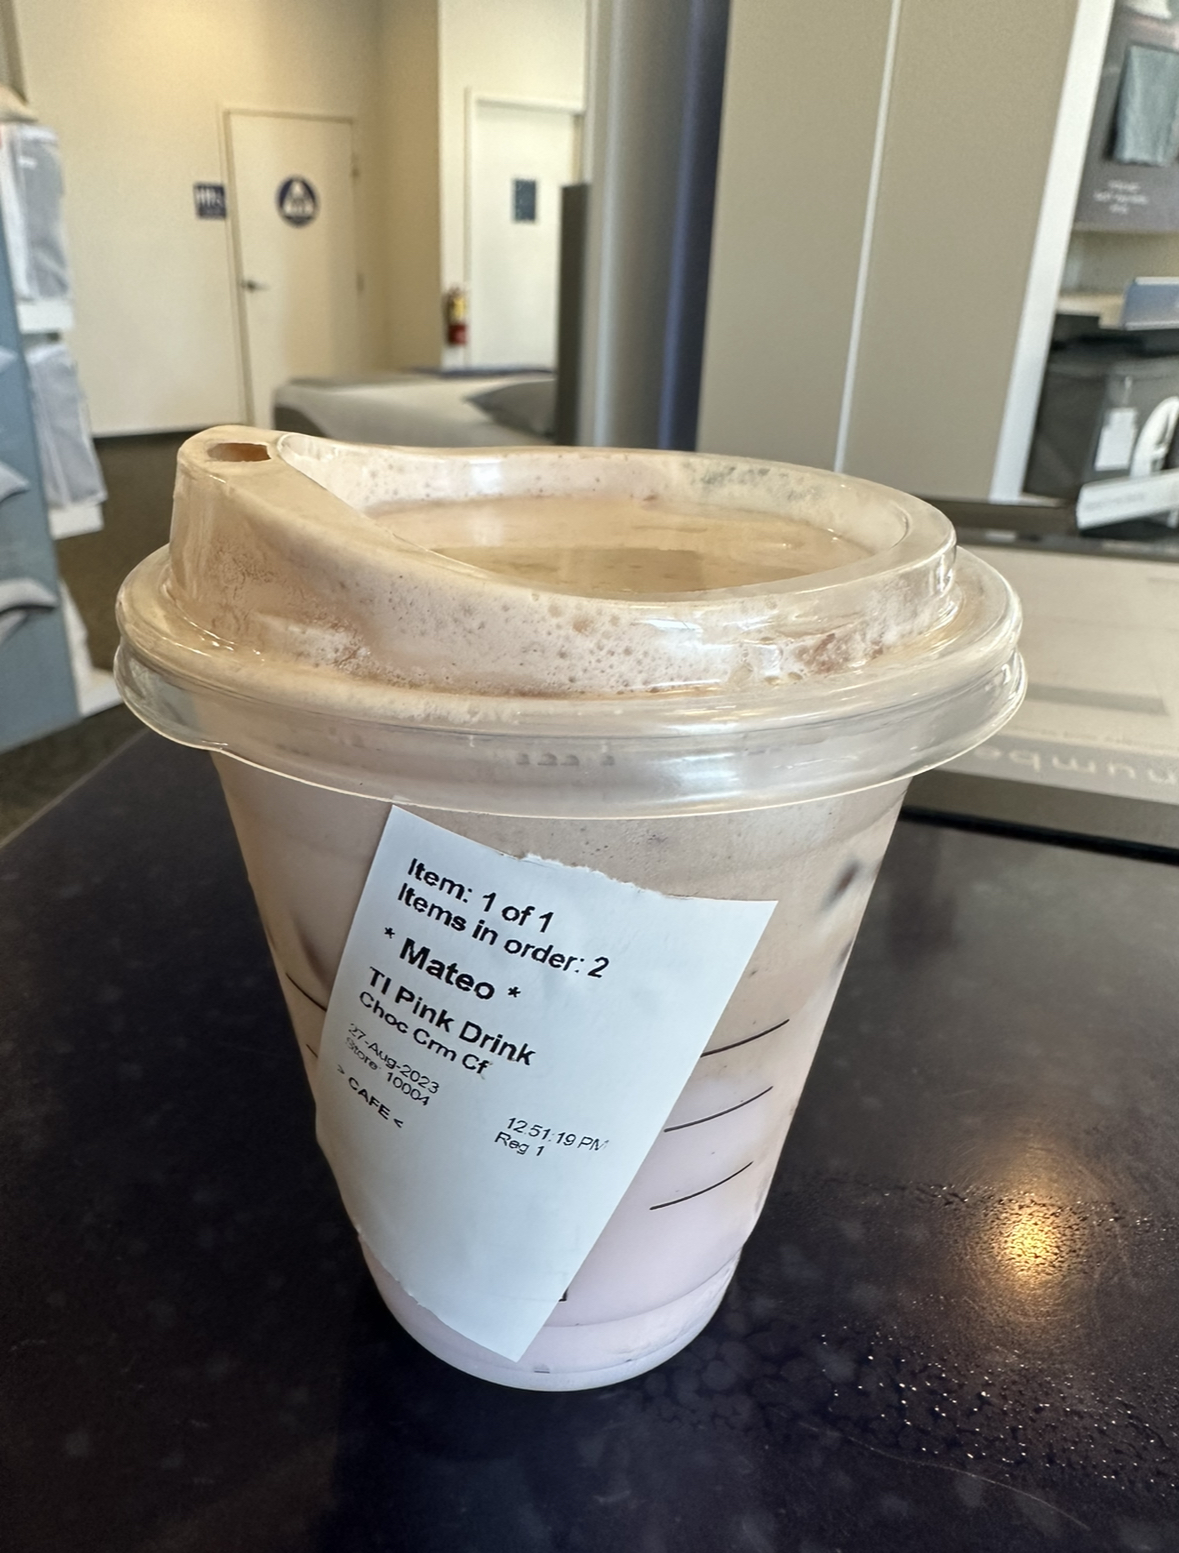 Item: 1 of 1
Items in order: 2
* Mateo *
Tl Pink Drink
Choc Crm Cf
27-Aug-2023
Store: 10004
12:51:19 PM
Reg 1
> CAFE <